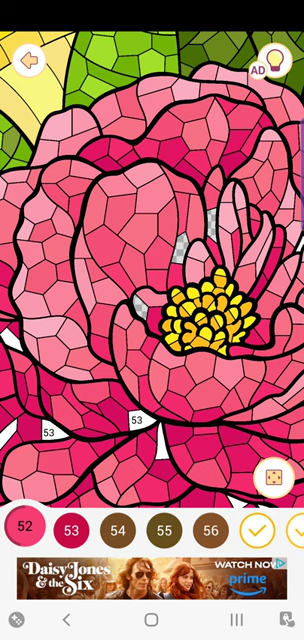 AD
53
53
52 53 54 55 56
Daisy Jones
& the Six
WATCH NOW
prime